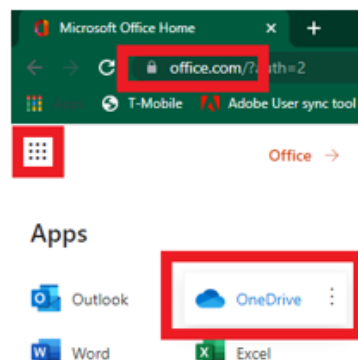 Microsoft Office Home
office.com/?auth=2
T-Mobile Adobe User sync tool
Office →
Apps
Outlook OneDrive
Word Excel